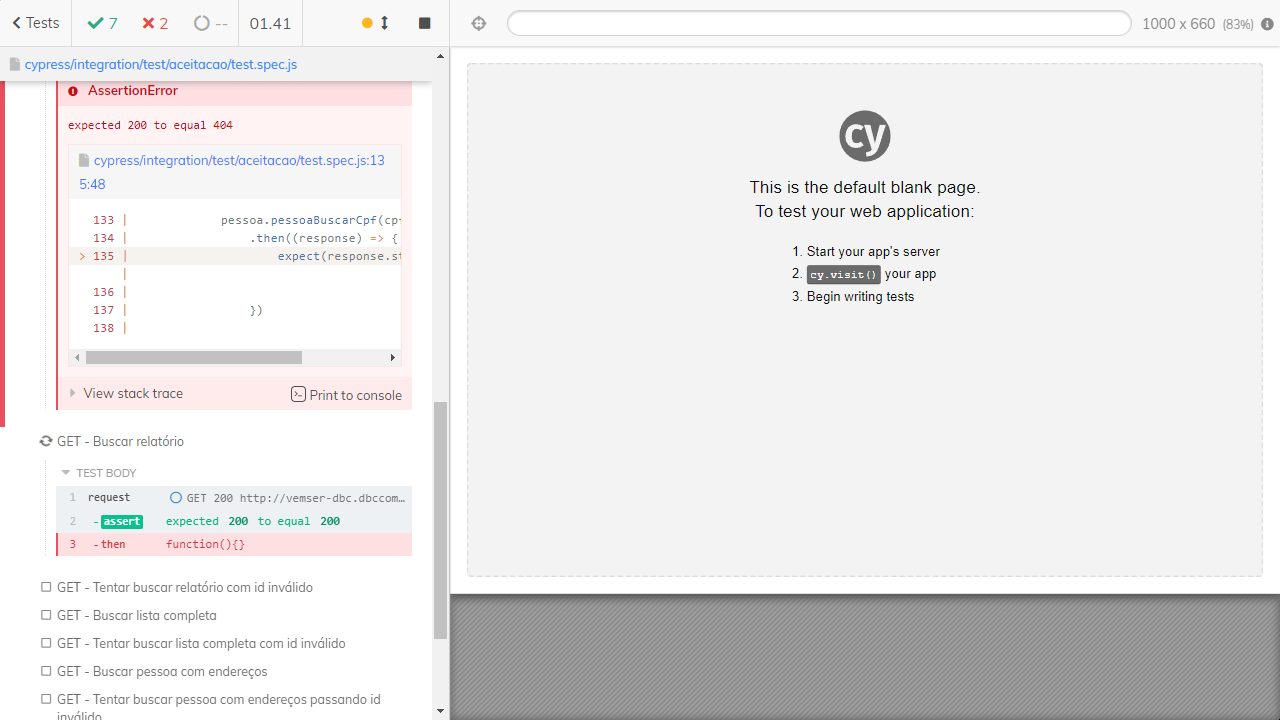 Tests
7
2
--
01.41
1000 x 660 (83%)
cypress/integration/test/aceitacao/test.spec.js
AssertionError
expected 200 to equal 404
cypress/integration/test/aceitacao/test.spec.js:13
5:48
133 | pessoa.pessoaBuscarCpf(cp
134 | .then((response) => {
> 135 | expect(response.st
|
136 |
137 | })
138 |
View stack trace
Print to console
GET - Buscar relatório
TEST BODY
1 request GET 200 http://vemser-dbc.dbccom…
2 -assert expected 200 to equal 200
3 -then function(){}
GET - Tentar buscar relatório com id inválido
GET - Buscar lista completa
GET - Tentar buscar lista completa com id inválido
GET - Buscar pessoa com endereços
GET - Tentar buscar pessoa com endereços passando id
inválido
cy
This is the default blank page.
To test your web application:
1. Start your app's server
2. cy.visit() your app
3. Begin writing tests